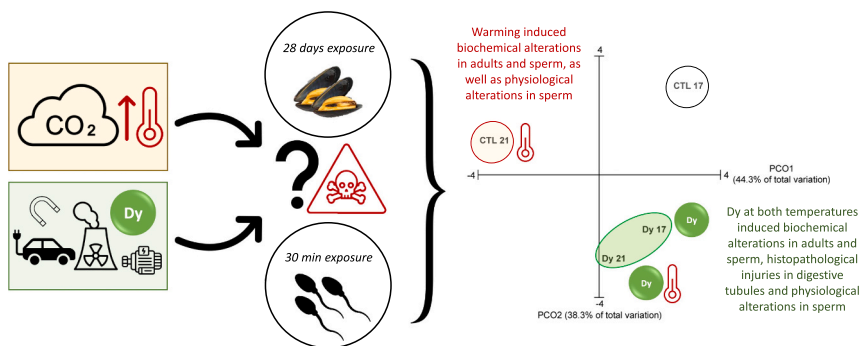 CO2
Dy
28 days exposure
?
30 min exposure
Warming induced
biochemical alterations
in adults and sperm, as
well as physiological
alterations in sperm
4
CTL 17
CTL 21
-4
4
PCO1
(44.3% of total variation)
Dy 17
Dy
Dy 21
Dy
-4
PCO2 (38.3% of total variation)
Dy at both temperatures
induced biochemical
alterations in adults and
sperm, histopathological
injuries in digestive
tubules and physiological
alterations in sperm